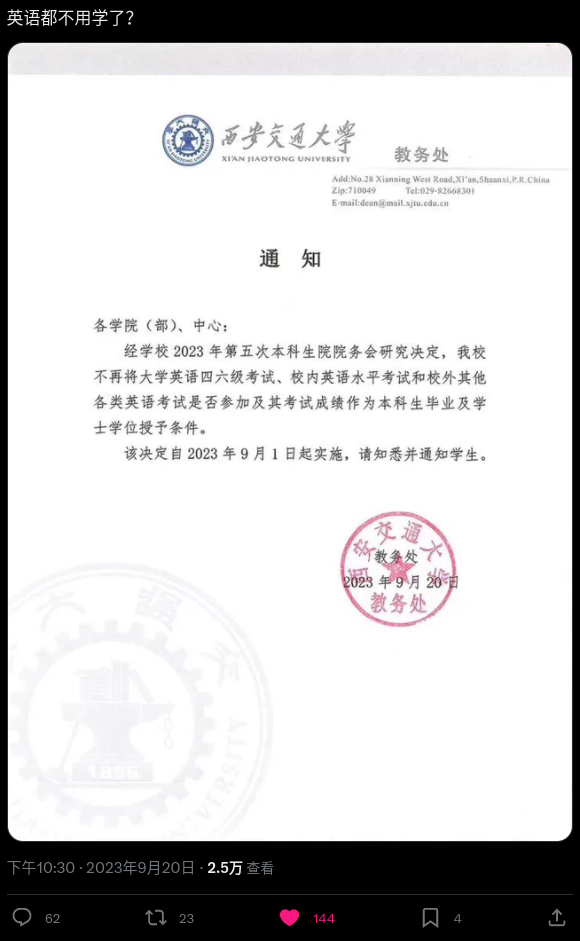 英语都不用学了?
西安交通大学
XI'AN JIAOTONG UNIVERSITY
教务处
Add:No.28 Xianning West Road,Xi'an,Shaanxi,P.R.China
Zip:710049 Tel:029-82668301
E-mail:dean@mail.xjtu.edu.cn
通 知
各学院（部）、中心：
经学校 2023 年第五次本科生院院务会研究决定，我校
不再将大学英语四六级考试、校内英语水平考试和校外其他
各类英语考试是否参加及其考试成绩作为本科生毕业及学
士学位授予条件。
该决定自 2023 年 9 月 1 日起实施，请知悉并通知学生。
西安交通大学
教务处
2023 年 9 月 20 日
教务处
1896
下午10:30 · 2023年9月20日 · 2.5万 查看
62 23 144 4